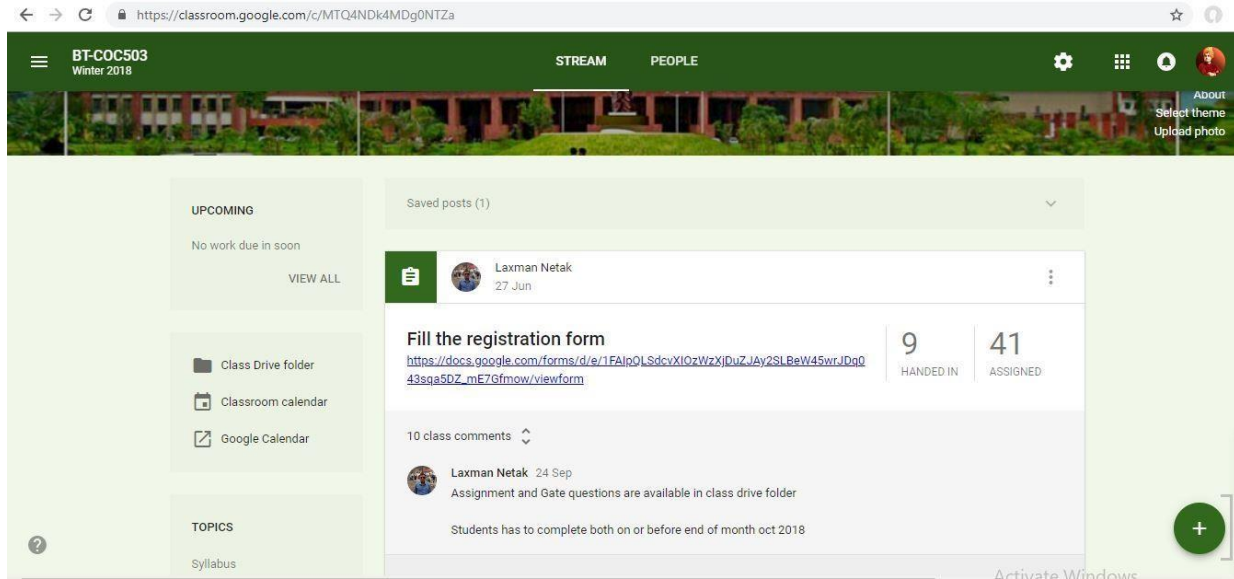 https://classroom.google.com/c/MTQ4NDk4MDg0NTZa
BT-COC503
Winter 2018
STREAM
PEOPLE
About
Select theme
Upload photo
UPCOMING
No work due in soon
VIEW ALL
Class Drive folder
Classroom calendar
Google Calendar
TOPICS
Syllabus
Saved posts (1)
Laxman Netak
27 Jun
Fill the registration form
https://docs.google.com/forms/d/e/1FAIpQLSdcvXIOzWzXjDuZJAy2SLBeW45wrJDq0
43sqa5DZ_mE7Gfmow/viewform
9
HANDED IN
41
ASSIGNED
10 class comments
Laxman Netak 24 Sep
Assignment and Gate questions are available in class drive folder
Students has to complete both on or before end of month oct 2018
Activate Windows